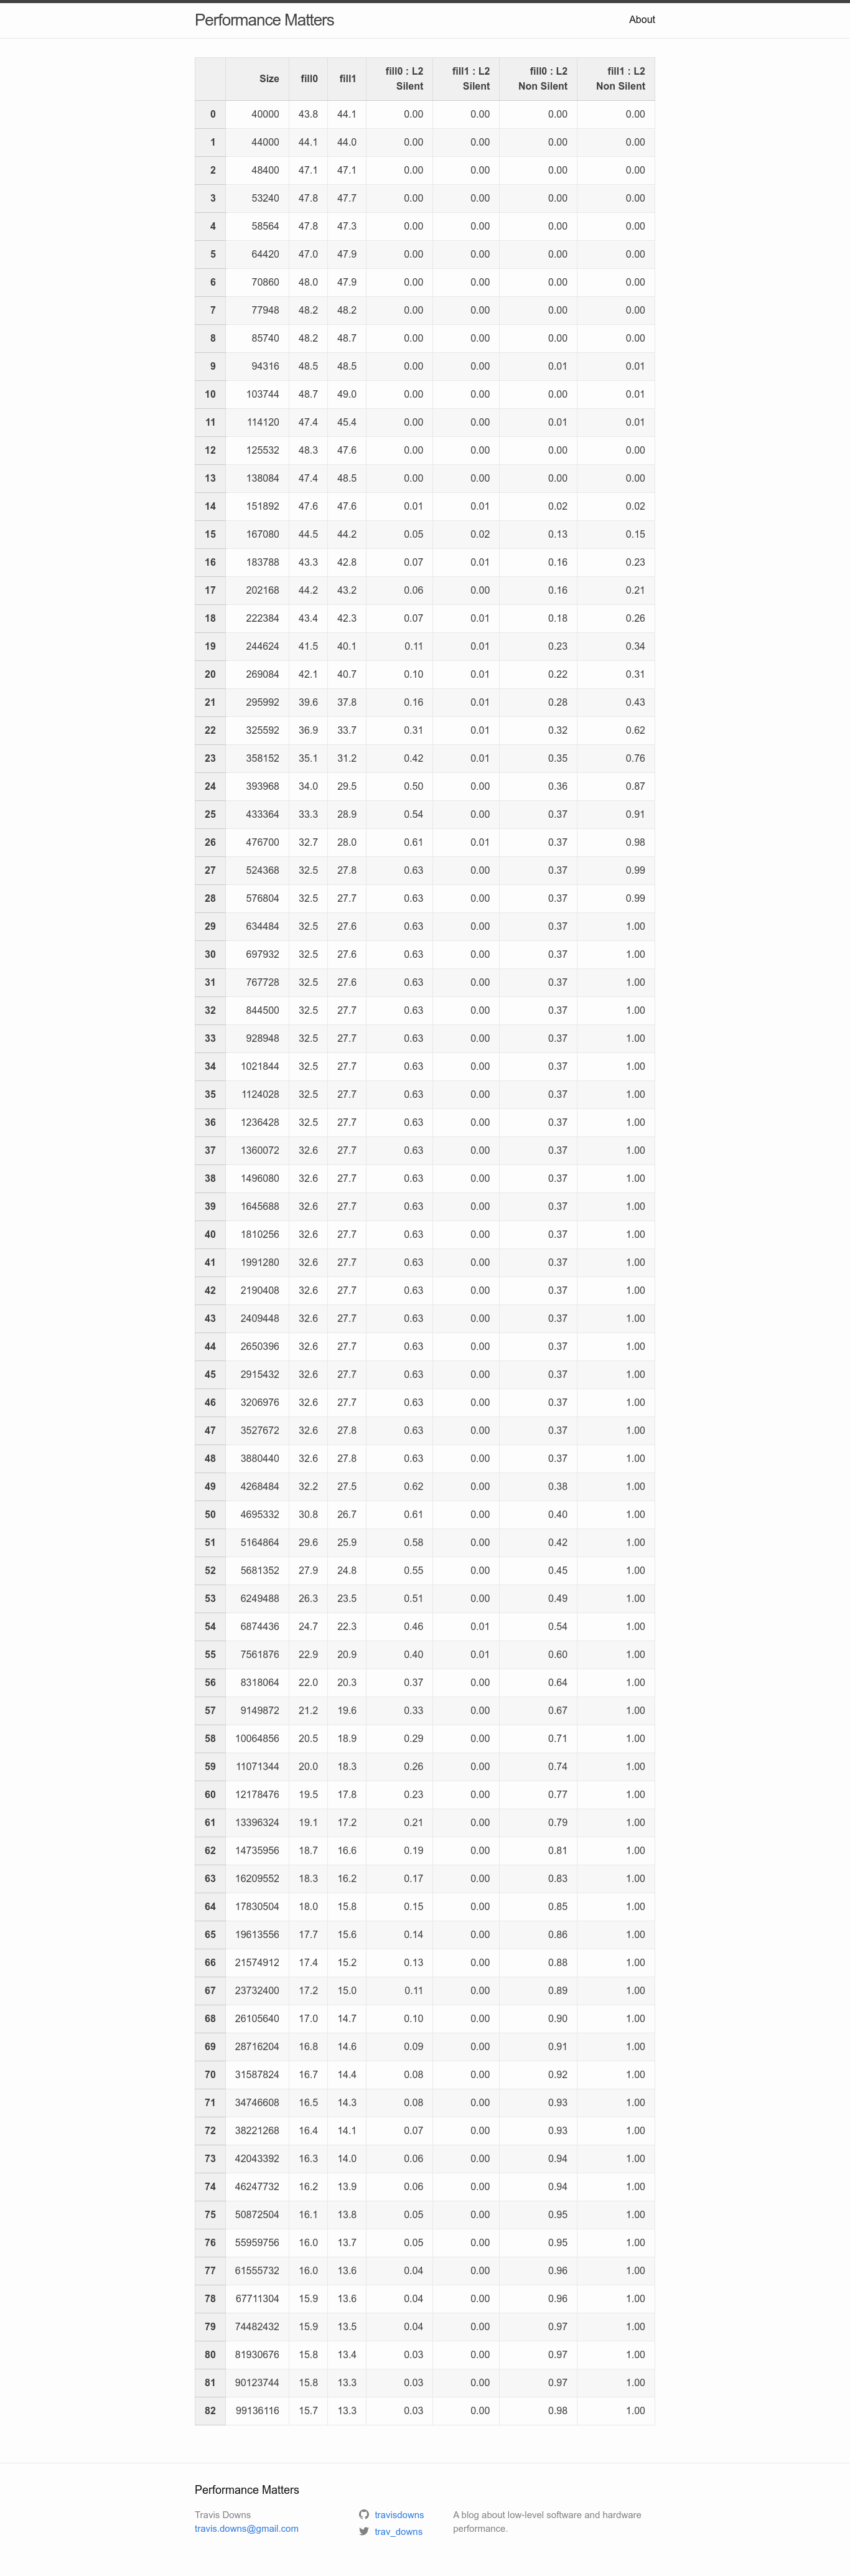 Performance Matters
About
Size fill0 fill1 fill0 : L2 Silent fill1 : L2 Silent fill0 : L2 Non Silent fill1 : L2 Non Silent
0 40000 43.8 44.1 0.00 0.00 0.00 0.00
1 44000 44.1 44.0 0.00 0.00 0.00 0.00
2 48400 47.1 47.1 0.00 0.00 0.00 0.00
3 53240 47.8 47.7 0.00 0.00 0.00 0.00
4 58564 47.8 47.3 0.00 0.00 0.00 0.00
5 64420 47.0 47.9 0.00 0.00 0.00 0.00
6 70860 48.0 47.9 0.00 0.00 0.00 0.00
7 77948 48.2 48.2 0.00 0.00 0.00 0.00
8 85740 48.2 48.7 0.00 0.00 0.00 0.00
9 94316 48.5 48.5 0.00 0.00 0.01 0.01
10 103744 48.7 49.0 0.00 0.00 0.00 0.01
11 114120 47.4 45.4 0.00 0.00 0.01 0.01
12 125532 48.3 47.6 0.00 0.00 0.00 0.00
13 138084 47.4 48.5 0.00 0.00 0.00 0.00
14 151892 47.6 47.6 0.01 0.01 0.02 0.02
15 167080 44.5 44.2 0.05 0.02 0.13 0.15
16 183788 43.3 42.8 0.07 0.01 0.16 0.23
17 202168 44.2 43.2 0.06 0.00 0.16 0.21
18 222384 43.4 42.3 0.07 0.01 0.18 0.26
19 244624 41.5 40.1 0.11 0.01 0.23 0.34
20 269084 42.1 40.7 0.10 0.01 0.22 0.31
21 295992 39.6 37.8 0.16 0.01 0.28 0.43
22 325592 36.9 33.7 0.31 0.01 0.32 0.62
23 358152 35.1 31.2 0.42 0.01 0.35 0.76
24 393968 34.0 29.5 0.50 0.00 0.36 0.87
25 433364 33.3 28.9 0.54 0.00 0.37 0.91
26 476700 32.7 28.0 0.61 0.01 0.37 0.98
27 524368 32.5 27.8 0.63 0.00 0.37 0.99
28 576804 32.5 27.7 0.63 0.00 0.37 0.99
29 634484 32.5 27.6 0.63 0.00 0.37 1.00
30 697932 32.5 27.6 0.63 0.00 0.37 1.00
31 767728 32.5 27.6 0.63 0.00 0.37 1.00
32 844500 32.5 27.7 0.63 0.00 0.37 1.00
33 928948 32.5 27.7 0.63 0.00 0.37 1.00
34 1021844 32.5 27.7 0.63 0.00 0.37 1.00
35 1124028 32.5 27.7 0.63 0.00 0.37 1.00
36 1236428 32.5 27.7 0.63 0.00 0.37 1.00
37 1360072 32.6 27.7 0.63 0.00 0.37 1.00
38 1496080 32.6 27.7 0.63 0.00 0.37 1.00
39 1645688 32.6 27.7 0.63 0.00 0.37 1.00
40 1810256 32.6 27.7 0.63 0.00 0.37 1.00
41 1991280 32.6 27.7 0.63 0.00 0.37 1.00
42 2190408 32.6 27.7 0.63 0.00 0.37 1.00
43 2409448 32.6 27.7 0.63 0.00 0.37 1.00
44 2650396 32.6 27.7 0.63 0.00 0.37 1.00
45 2915432 32.6 27.7 0.63 0.00 0.37 1.00
46 3206976 32.6 27.7 0.63 0.00 0.37 1.00
47 3527672 32.6 27.8 0.63 0.00 0.37 1.00
48 3880440 32.6 27.8 0.63 0.00 0.37 1.00
49 4268484 32.2 27.5 0.62 0.00 0.38 1.00
50 4695332 30.8 26.7 0.61 0.00 0.40 1.00
51 5164864 29.6 25.9 0.58 0.00 0.42 1.00
52 5681352 27.9 24.8 0.55 0.00 0.45 1.00
53 6249488 26.3 23.5 0.51 0.00 0.49 1.00
54 6874436 24.7 22.3 0.46 0.01 0.54 1.00
55 7561876 22.9 20.9 0.40 0.01 0.60 1.00
56 8318064 22.0 20.3 0.37 0.00 0.64 1.00
57 9149872 21.2 19.6 0.33 0.00 0.67 1.00
58 10064856 20.5 18.9 0.29 0.00 0.71 1.00
59 11071344 20.0 18.3 0.26 0.00 0.74 1.00
60 12178476 19.5 17.8 0.23 0.00 0.77 1.00
61 13396324 19.1 17.2 0.21 0.00 0.79 1.00
62 14735956 18.7 16.6 0.19 0.00 0.81 1.00
63 16209552 18.3 16.2 0.17 0.00 0.83 1.00
64 17830504 18.0 15.8 0.15 0.00 0.85 1.00
65 19613556 17.7 15.6 0.14 0.00 0.86 1.00
66 21574912 17.4 15.2 0.13 0.00 0.88 1.00
67 23732400 17.2 15.0 0.11 0.00 0.89 1.00
68 26105640 17.0 14.7 0.10 0.00 0.90 1.00
69 28716204 16.8 14.6 0.09 0.00 0.91 1.00
70 31587824 16.7 14.4 0.08 0.00 0.92 1.00
71 34746608 16.5 14.3 0.08 0.00 0.93 1.00
72 38221268 16.4 14.1 0.07 0.00 0.93 1.00
73 42043392 16.3 14.0 0.06 0.00 0.94 1.00
74 46247732 16.2 13.9 0.06 0.00 0.94 1.00
75 50872504 16.1 13.8 0.05 0.00 0.95 1.00
76 55959756 16.0 13.7 0.05 0.00 0.95 1.00
77 61555732 16.0 13.6 0.04 0.00 0.96 1.00
78 67711304 15.9 13.6 0.04 0.00 0.96 1.00
79 74482432 15.9 13.5 0.04 0.00 0.97 1.00
80 81930676 15.8 13.4 0.03 0.00 0.97 1.00
81 90123744 15.8 13.3 0.03 0.00 0.97 1.00
82 99136116 15.7 13.3 0.03 0.00 0.98 1.00
Performance Matters
Travis Downs
travis.downs@gmail.com
travisdowns
trav_downs
A blog about low-level software and hardware
performance.